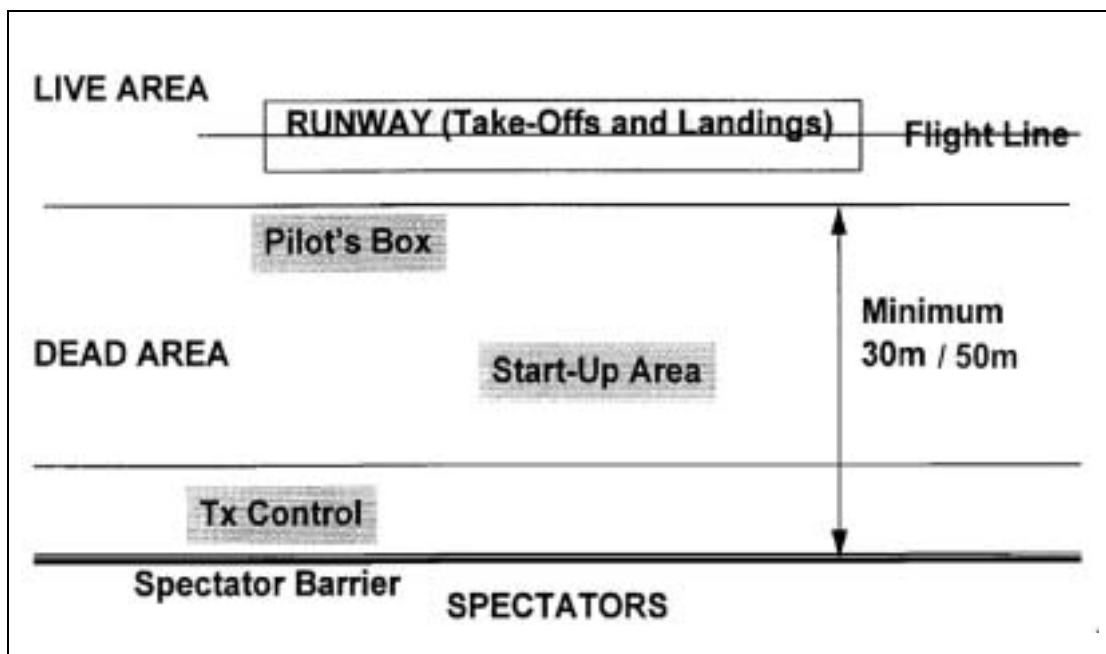 LIVE AREA
RUNWAY (Take-Offs and Landings)
Flight Line
Pilot's Box
Minimum
30m / 50m
DEAD AREA
Start-Up Area
Tx Control
Spectator Barrier
SPECTATORS